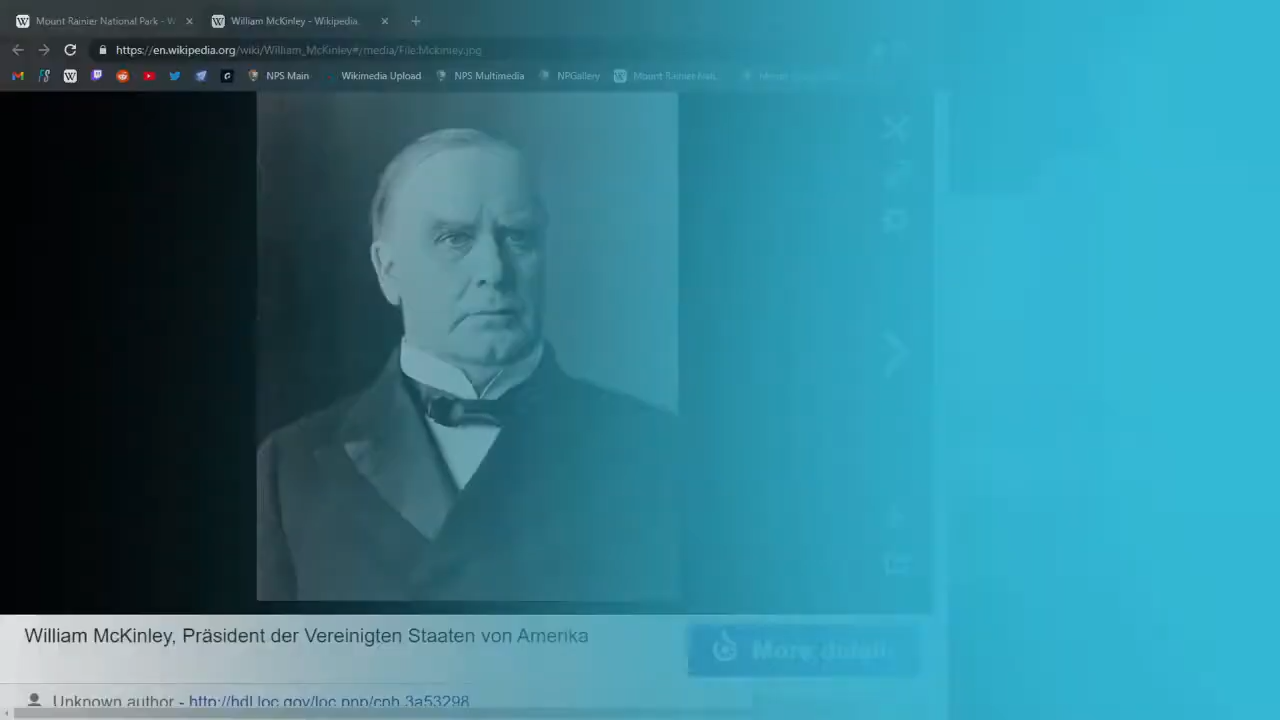 Mount Rainier National Park - W
William McKinley - Wikipedia
https://en.wikipedia.org/wiki/William_McKinley#/media/File:Mckinley.jpg
NPS Main
Wikimedia Upload
NPS Multimedia
NPGallery
Mount Rainier Nati
William McKinley, Präsident der Vereinigten Staaten von Amerika
More details
Unknown author - http://hdl.loc.gov/loc.pnp/cph.3a53298